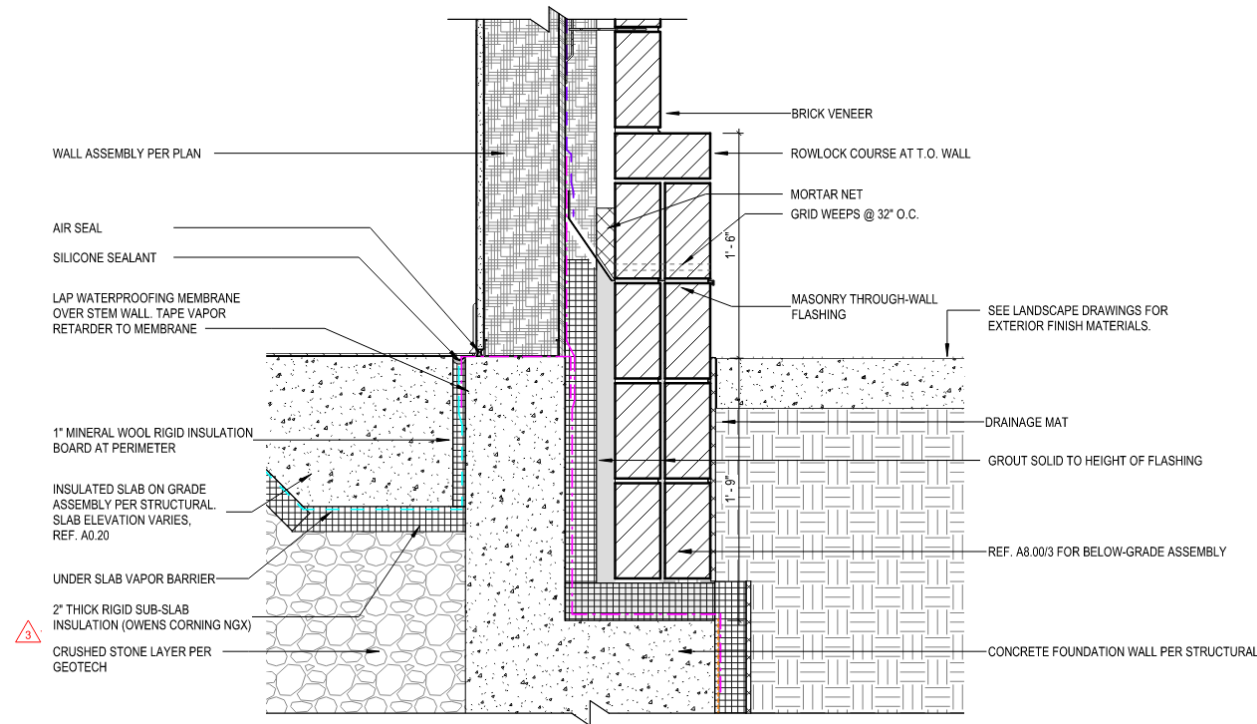 WALL ASSEMBLY PER PLAN
AIR SEAL
SILICONE SEALANT
LAP WATERPROOFING MEMBRANE
OVER STEM WALL. TAPE VAPOR
RETARDER TO MEMBRANE
1" MINERAL WOOL RIGID INSULATION
BOARD AT PERIMETER
INSULATED SLAB ON GRADE
ASSEMBLY PER STRUCTURAL.
SLAB ELEVATION VARIES,
REF. A0.20
UNDER SLAB VAPOR BARRIER
2" THICK RIGID SUB-SLAB
INSULATION (OWENS CORNING NGX)
3
CRUSHED STONE LAYER PER
GEOTECH
BRICK VENEER
ROWLOCK COURSE AT T.O. WALL
MORTAR NET
GRID WEEPS @ 32" O.C.
1' - 6"
MASONRY THROUGH-WALL
FLASHING
SEE LANDSCAPE DRAWINGS FOR
EXTERIOR FINISH MATERIALS.
DRAINAGE MAT
GROUT SOLID TO HEIGHT OF FLASHING
1' - 9"
REF. A8.00/3 FOR BELOW-GRADE ASSEMBLY
CONCRETE FOUNDATION WALL PER STRUCTURAL